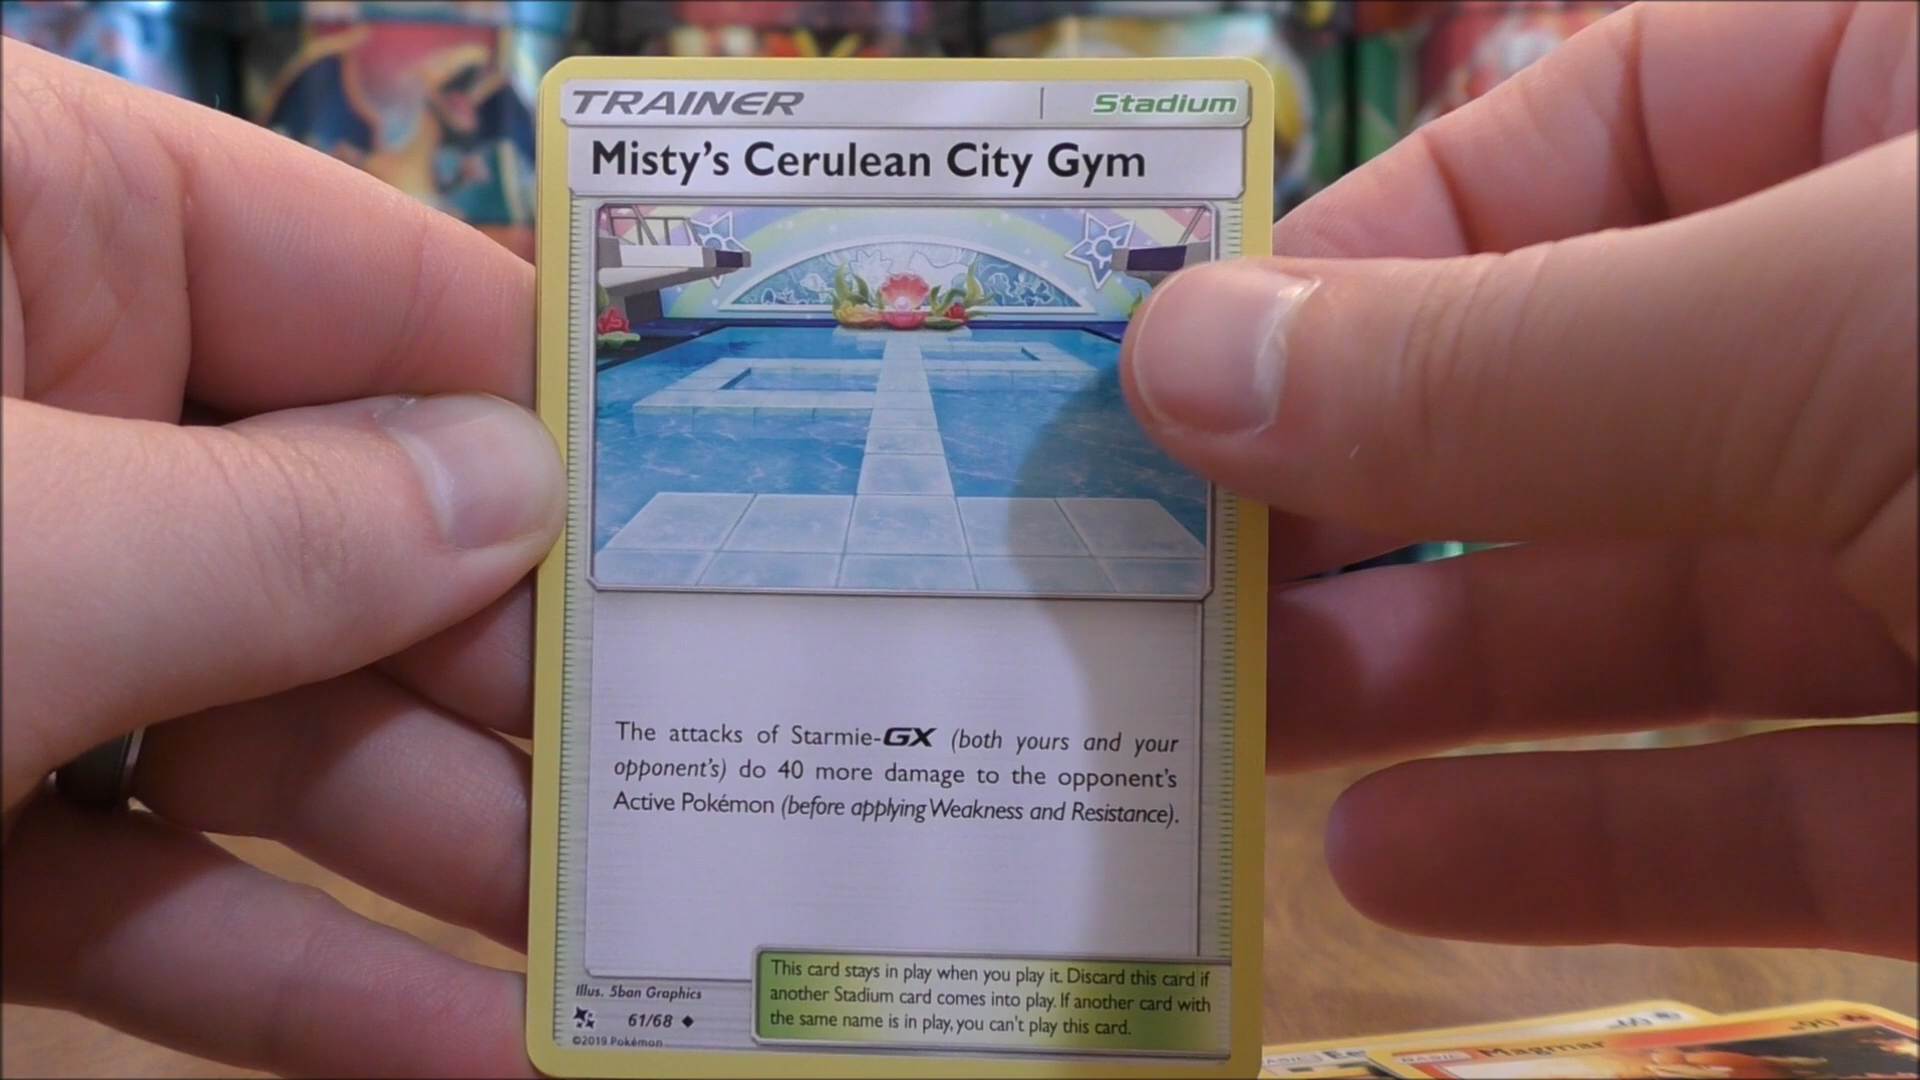 TRAINER Stadium
Misty's Cerulean City Gym
The attacks of Starmie-GX (both yours and your
opponent's) do 40 more damage to the opponent's
Active Pokémon (before applying Weakness and Resistance).
This card stays in play when you play it. Discard this card if
another Stadium card comes into play. If another card with
the same name is in play, you can't play this card.
Illus. 5ban Graphics
61/68
©2019 Pokémon
BASIC Magmar 90